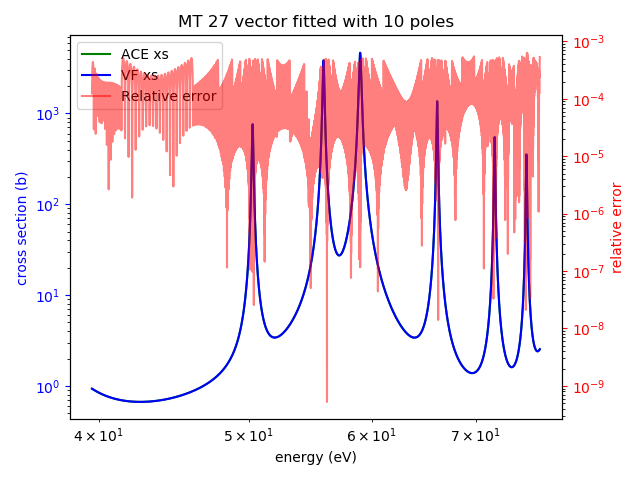 MT 27 vector fitted with 10 poles
ACE xs
VF xs
Relative error
cross section (b)
10³
10²
10¹
10⁰
relative error
10⁻³
10⁻⁴
10⁻⁵
10⁻⁶
10⁻⁷
10⁻⁸
10⁻⁹
4 × 10¹ 5 × 10¹ 6 × 10¹ 7 × 10¹
energy (eV)